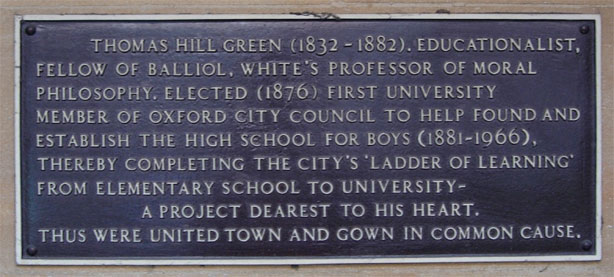 THOMAS HILL GREEN (1832-1882). EDUCATIONALIST,
FELLOW OF BALLIOL, WHITE'S PROFESSOR OF MORAL
PHILOSOPHY. ELECTED (1876) FIRST UNIVERSITY
MEMBER OF OXFORD CITY COUNCIL TO HELP FOUND AND
ESTABLISH THE HIGH SCHOOL FOR BOYS (1881-1966),
THEREBY COMPLETING THE CITY'S 'LADDER OF LEARNING'
FROM ELEMENTARY SCHOOL TO UNIVERSITY-
A PROJECT DEAREST TO HIS HEART.
THUS WERE UNITED TOWN AND GOWN IN COMMON CAUSE.